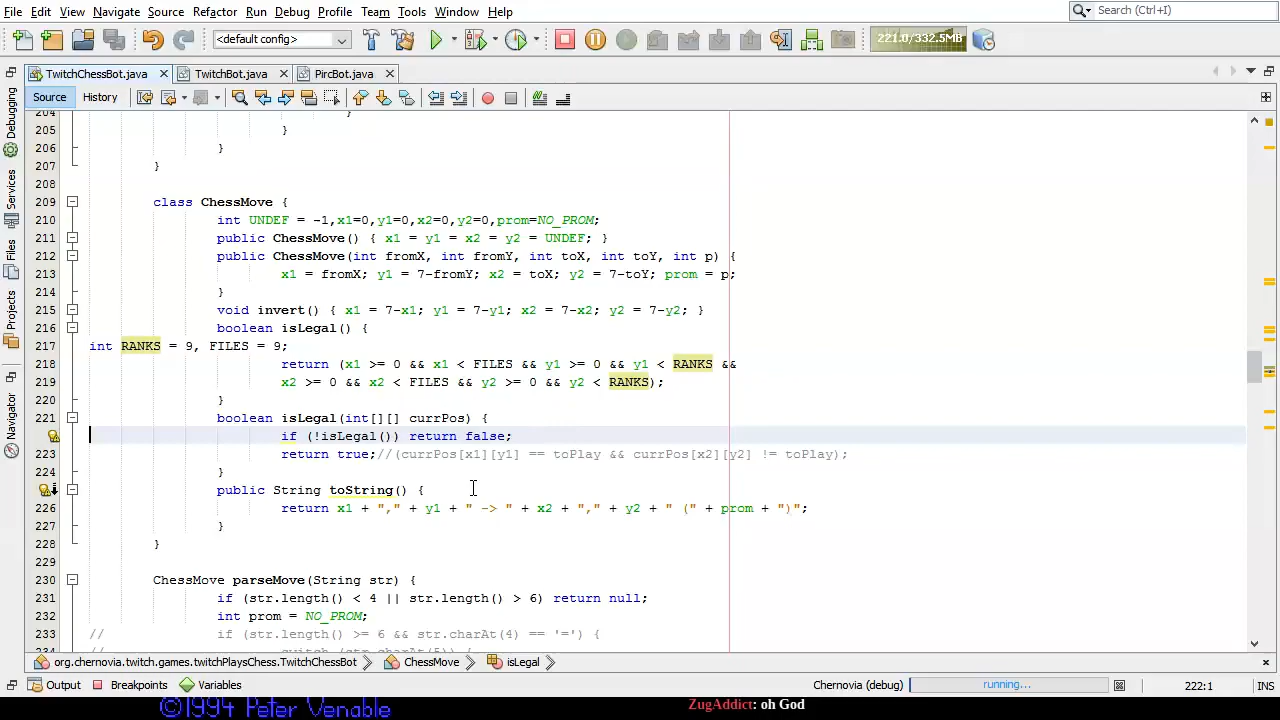 File Edit View Navigate Source Refactor Run Debug Profile Team Tools Window Help Search (Ctrl+I)
<default config> 221.0/332.5MB
TwitchChessBot.java TwitchBot.java PircBot.java
Source History
Debugging
Services
Files
Projects
Navigator
204 }
205 }
206 }
207 }
208
209 class ChessMove {
210 int UNDEF = -1,x1=0,y1=0,x2=0,y2=0,prom=NO_PROM;
211 public ChessMove() { x1 = y1 = x2 = y2 = UNDEF; }
212 public ChessMove(int fromX, int fromY, int toX, int toY, int p) {
213 x1 = fromX; y1 = 7-fromY; x2 = toX; y2 = 7-toY; prom = p;
214 }
215 void invert() { x1 = 7-x1; y1 = 7-y1; x2 = 7-x2; y2 = 7-y2; }
216 boolean isLegal() {
217 int RANKS = 9, FILES = 9;
218 return (x1 >= 0 && x1 < FILES && y1 >= 0 && y1 < RANKS &&
219 x2 >= 0 && x2 < FILES && y2 >= 0 && y2 < RANKS);
220 }
221 boolean isLegal(int[][] currPos) {
if (!isLegal()) return false;
223 return true;//(currPos[x1][y1] == toPlay && currPos[x2][y2] != toPlay);
224 }
public String toString() {
226 return x1 + "," + y1 + " -> " + x2 + "," + y2 + " (" + prom + ")";
227 }
228 }
229
230 ChessMove parseMove(String str) {
231 if (str.length() < 4 || str.length() > 6) return null;
232 int prom = NO_PROM;
233 // if (str.length() >= 6 && str.charAt(4) == '=') {
234 // switch (str.charAt(5)) {
org.chernovia.twitch.games.twitchPlaysChess.TwitchChessBot ChessMove isLegal
Output Breakpoints Variables Chernovia (debug) running... 222:1 INS
©1994 Peter Venable ZugAddict: oh God